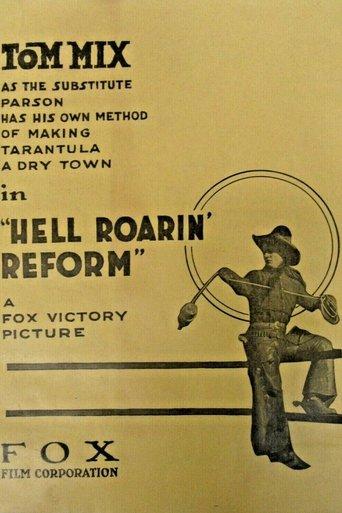 TOM MIX
AS THE SUBSTITUTE
PARSON
HAS HIS OWN METHOD
OF MAKING
TARANTULA
A DRY TOWN
in
"HELL ROARIN'
REFORM"
A
FOX VICTORY
PICTURE
FOX
FILM CORPORATION